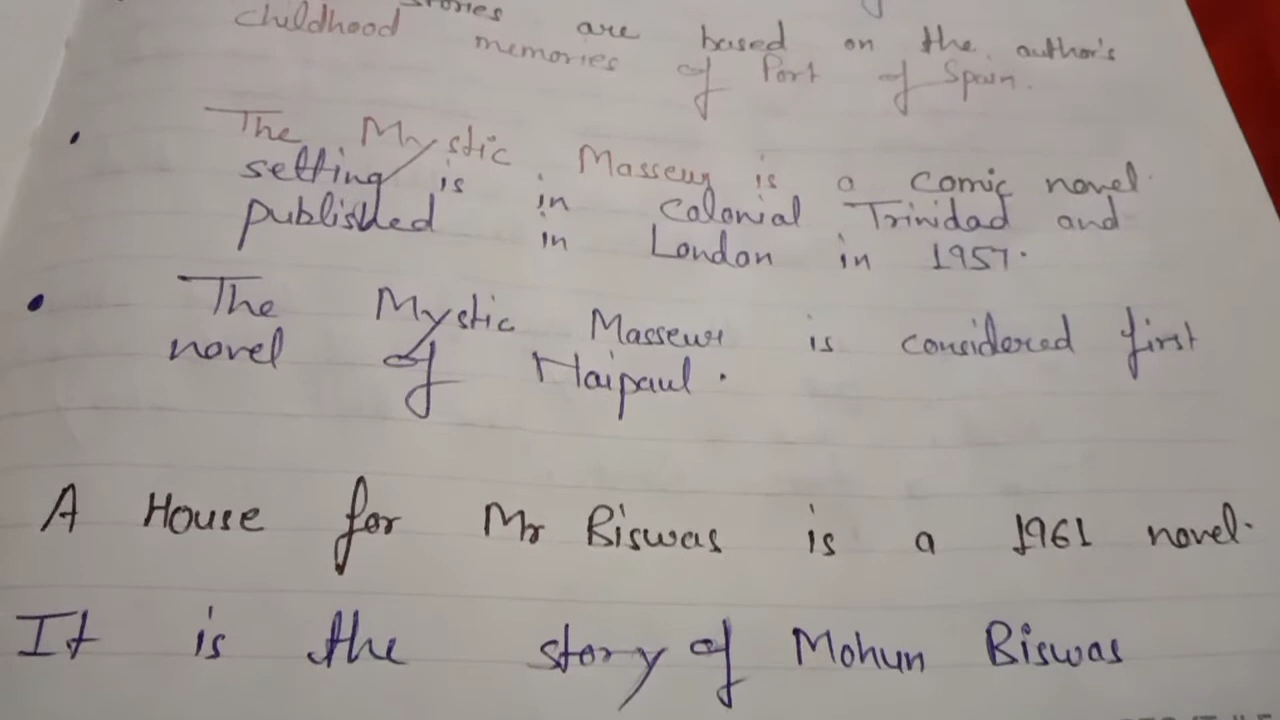 stories are based on the author's
childhood memories of Port of Spain.
The Mystic Masseur is a comic novel.
setting is in colonial Trinidad and
published in London in 1957.
The Mystic Masseur is considered first
novel of Naipaul.
A House for Mr Biswas is a 1961 novel.
It is the story of Mohun Biswas